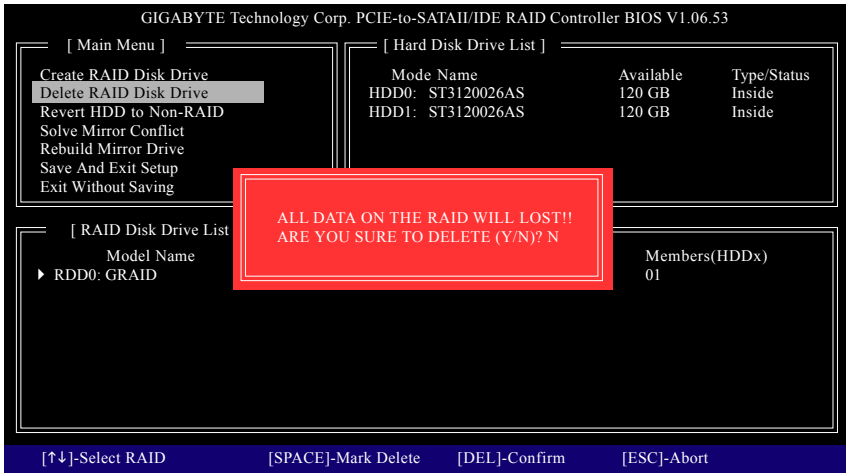 GIGABYTE Technology Corp. PCIE-to-SATAII/IDE RAID Controller BIOS V1.06.53
[ Main Menu ]
Create RAID Disk Drive
Delete RAID Disk Drive
Revert HDD to Non-RAID
Solve Mirror Conflict
Rebuild Mirror Drive
Save And Exit Setup
Exit Without Saving
[ Hard Disk Drive List ]
Mode Name Available Type/Status
HDD0: ST3120026AS 120 GB Inside
HDD1: ST3120026AS 120 GB Inside
ALL DATA ON THE RAID WILL LOST!!
ARE YOU SURE TO DELETE (Y/N)? N
[ RAID Disk Drive List
Model Name Members(HDDx)
RDD0: GRAID 01
[↑↓]-Select RAID [SPACE]-Mark Delete [DEL]-Confirm [ESC]-Abort